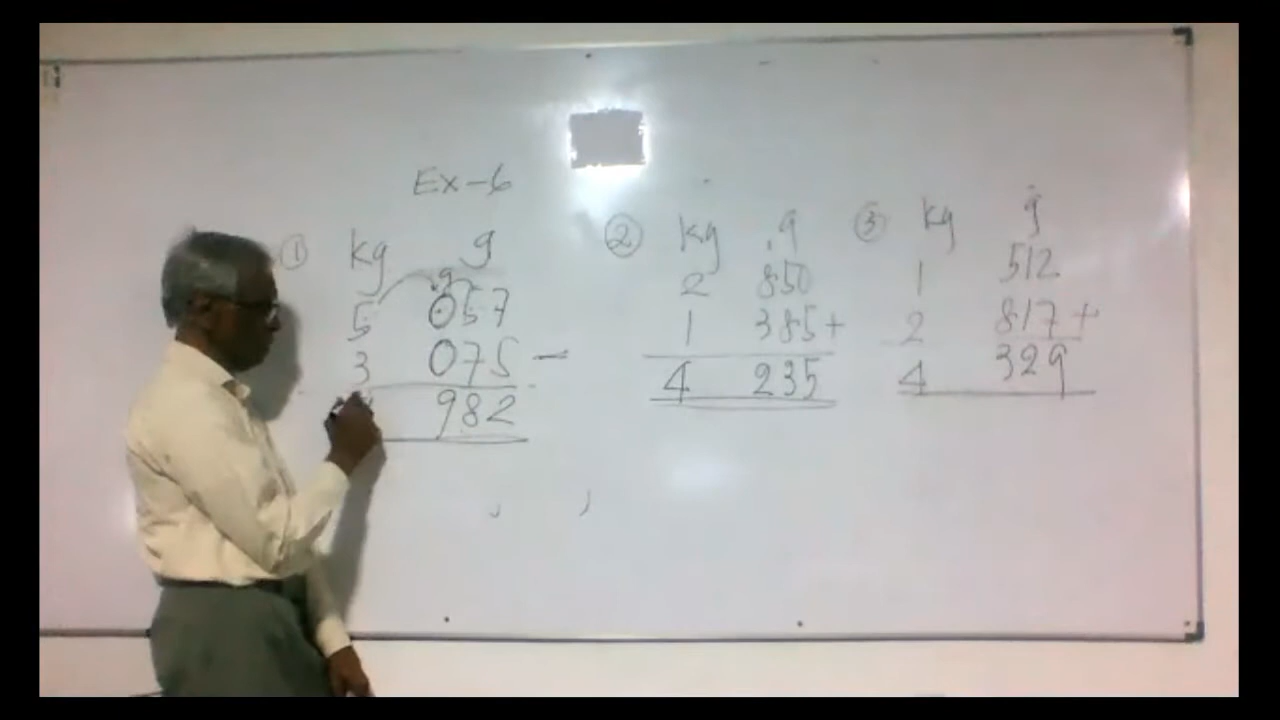 Ex-6
① kg g
5 057
3 075 -
982
② kg g
2 850
1 385 +
4 235
③ kg g
1 512
2 817 +
4 329